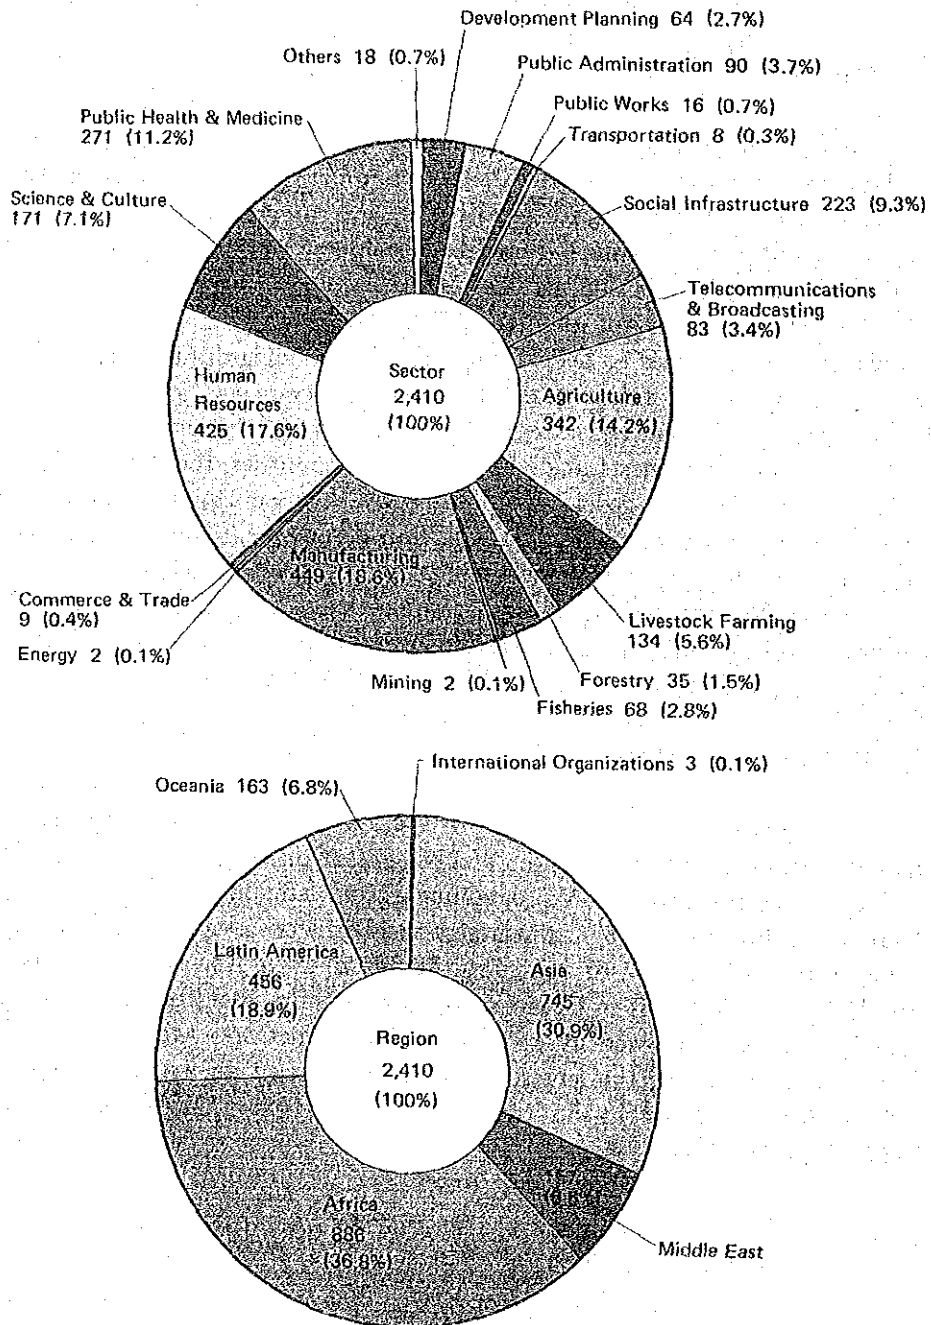 Development Planning 64 (2.7%)
Others 18 (0.7%)
Public Administration 90 (3.7%)
Public Works 16 (0.7%)
Transportation 8 (0.3%)
Public Health & Medicine
271 (11.2%)
Science & Culture
171 (7.1%)
Social Infrastructure 223 (9.3%)
Telecommunications
& Broadcasting
83 (3.4%)
Sector
2,410
(100%)
Human
Resources
425 (17.6%)
Agriculture
342 (14.2%)
Manufacturing
449 (18.6%)
Commerce & Trade
9 (0.4%)
Energy 2 (0.1%)
Livestock Farming
134 (5.6%)
Mining 2 (0.1%)
Forestry 35 (1.5%)
Fisheries 68 (2.8%)
International Organizations 3 (0.1%)
Oceania 163 (6.8%)
Latin America
456
(18.9%)
Asia
745
(30.9%)
Region
2,410
(100%)
Africa
886
(36.8%)
Middle East